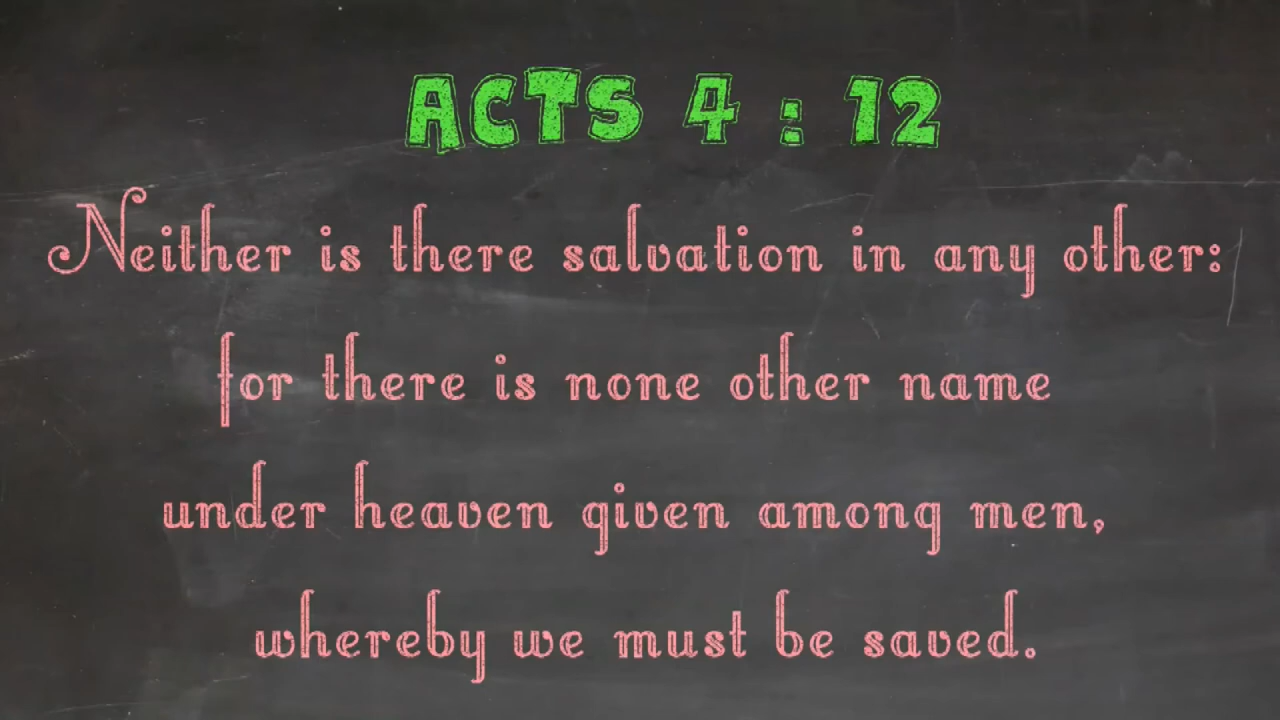 ACTS 4 : 12
Neither is there salvation in any other:
for there is none other name
under heaven given among men,
whereby we must be saved.